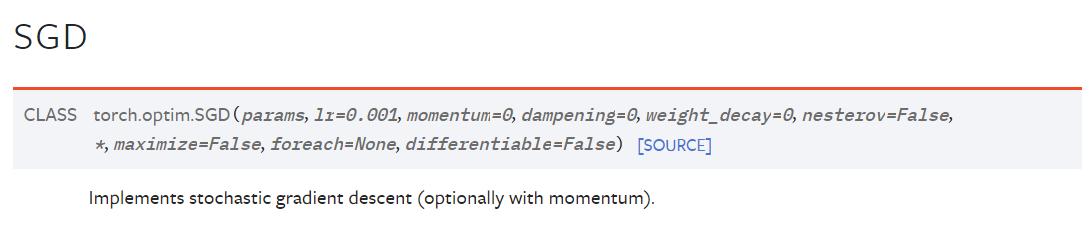 SGD
CLASS torch.optim.SGD(params, lr=0.001, momentum=0, dampening=0, weight_decay=0, nesterov=False,
*, maximize=False, foreach=None, differentiable=False) [SOURCE]
Implements stochastic gradient descent (optionally with momentum).